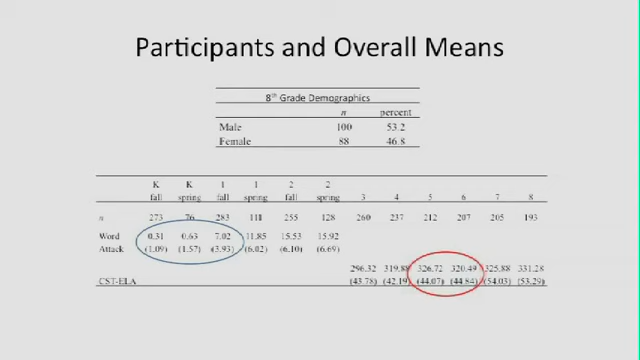 Participants and Overall Means
8th Grade Demographics
n percent
Male 100 53.2
Female 88 46.8
K K 1 1 2 2
fall spring fall spring fall spring 3 4 5 6 7 8
n 273 76 283 111 255 128 260 237 212 207 205 193
Word 0.31 0.63 7.02 11.85 15.53 15.92
Attack (1.09) (1.57) (3.93) (6.02) (6.10) (6.69)
296.32 319.88 326.72 320.49 325.88 331.28
CST-ELA (43.78) (42.19) (44.07) (44.84) (54.03) (53.29)